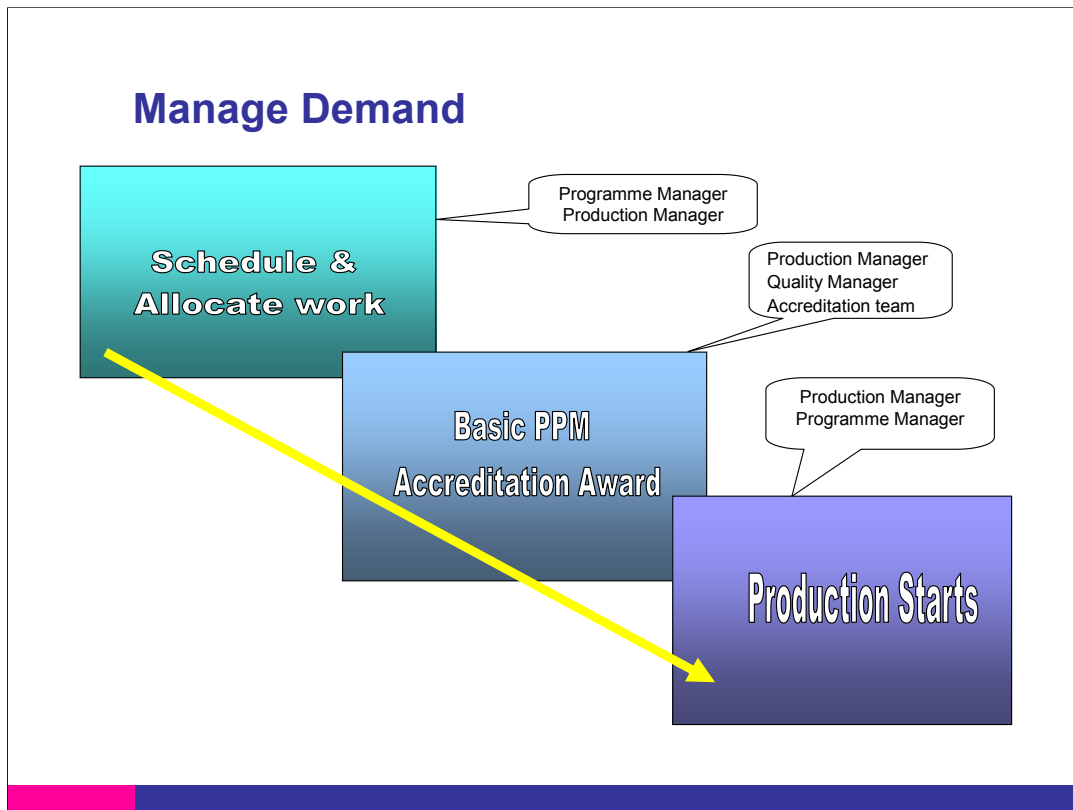 Manage Demand
Programme Manager
Production Manager
Schedule &
Allocate work
Production Manager
Quality Manager
Accreditation team
Basic PPM
Accreditation Award
Production Manager
Programme Manager
Production Starts